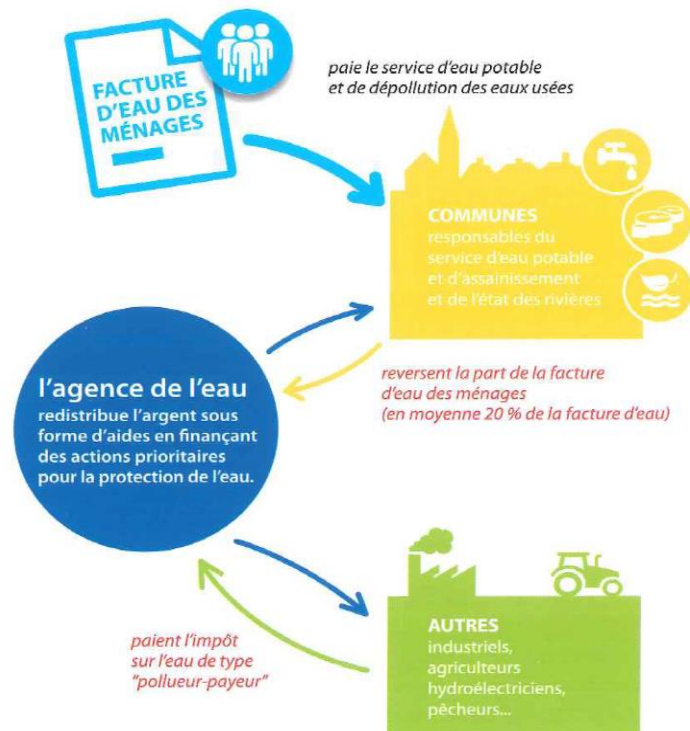 FACTURE
D'EAU DES
MÉNAGES
paie le service d'eau potable
et de dépollution des eaux usées
COMMUNES
responsables du
service d'eau potable
et d'assainissement
et de l'état des rivières
reversent la part de la facture
d'eau des ménages
(en moyenne 20 % de la facture d'eau)
l'agence de l'eau
redistribue l'argent sous
forme d'aides en finançant
des actions prioritaires
pour la protection de l'eau.
paient l'impôt
sur l'eau de type
"pollueur-payeur"
AUTRES
industriels,
agriculteurs
hydroélectriciens,
pêcheurs...